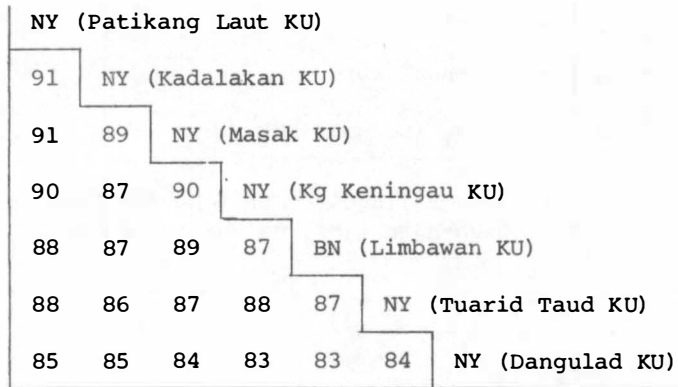 NY (Patikang Laut KU)
91 NY (Kadalakan KU)
91 89 NY (Masak KU)
90 87 90 NY (Kg Keningau KU)
88 87 89 87 BN (Limbawan KU)
88 86 87 88 87 NY (Tuarid Taud KU)
85 85 84 83 83 84 NY (Dangulad KU)